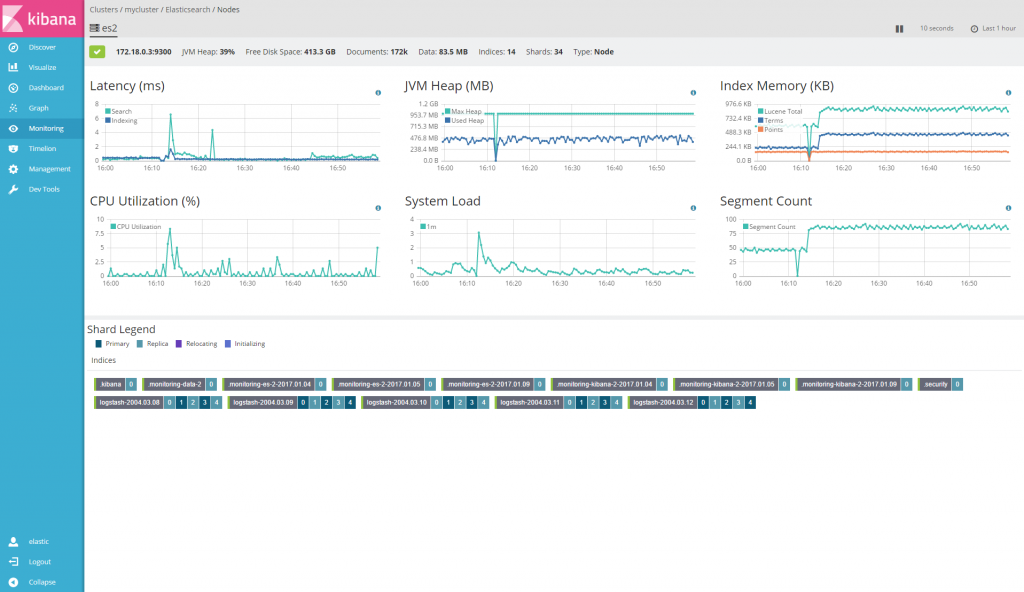 kibana
Discover
Visualize
Dashboard
Graph
Monitoring
Timelion
Management
Dev Tools
elastic
Logout
Collapse
Clusters / mycluster / Elasticsearch / Nodes
es2
10 seconds
Last 1 hour
172.18.0.3:9300 JVM Heap: 39% Free Disk Space: 413.3 GB Documents: 172k Data: 83.5 MB Indices: 14 Shards: 34 Type: Node
Latency (ms)
8
6
4
2
0
Search
Indexing
16:00 16:10 16:20 16:30 16:40 16:50
JVM Heap (MB)
1.2 GB
953.7 MB
715.3 MB
476.8 MB
238.4 MB
0.0 B
Max Heap
Used Heap
16:00 16:10 16:20 16:30 16:40 16:50
Index Memory (KB)
976.6 KB
732.4 KB
488.3 KB
244.1 KB
0.0 B
Lucene Total
Terms
Points
16:00 16:10 16:20 16:30 16:40 16:50
CPU Utilization (%)
10
7.5
5
2.5
0
CPU Utilization
16:00 16:10 16:20 16:30 16:40 16:50
System Load
4
3
2
1
0
1m
16:00 16:10 16:20 16:30 16:40 16:50
Segment Count
100
75
50
25
0
Segment Count
16:00 16:10 16:20 16:30 16:40 16:50
Shard Legend
Primary Replica Relocating Initializing
Indices
.kibana 0 .monitoring-data-2 0 .monitoring-es-2-2017.01.04 0 .monitoring-es-2-2017.01.05 0 .monitoring-es-2-2017.01.09 0 .monitoring-kibana-2-2017.01.04 0 .monitoring-kibana-2-2017.01.05 0 .monitoring-kibana-2-2017.01.09 0 .security 0
logstash-2004.03.08 0 1 2 3 4 logstash-2004.03.09 0 1 2 3 4 logstash-2004.03.10 0 1 2 3 4 logstash-2004.03.11 0 1 2 3 4 logstash-2004.03.12 0 1 2 3 4